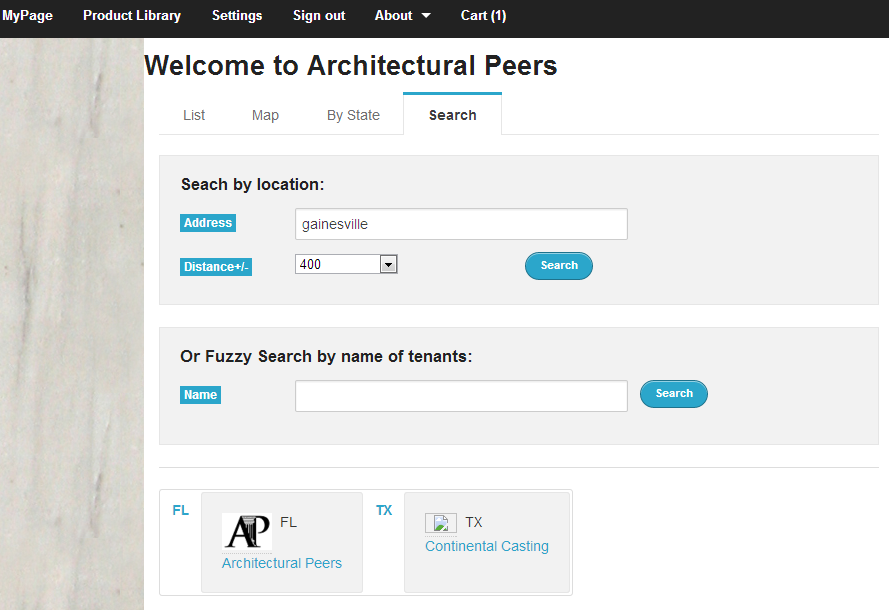 MyPage Product Library Settings Sign out About Cart (1)
Welcome to Architectural Peers
List Map By State Search
Seach by location:
Address gainesville
Distance+/- 400 Search
Or Fuzzy Search by name of tenants:
Name Search
FL AP FL TX TX
Architectural Peers Continental Casting